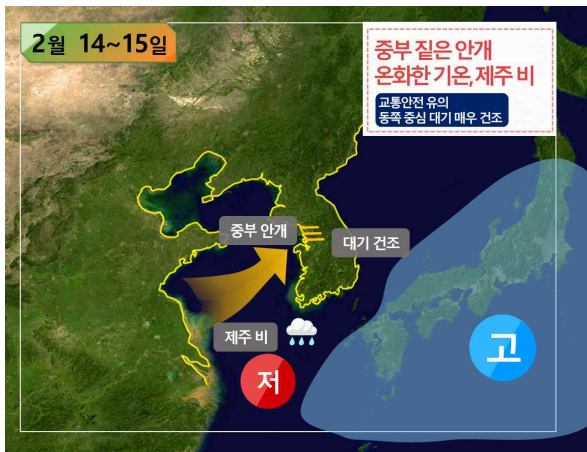 2월 14~15일
중부 짙은 안개
온화한 기온, 제주 비
교통안전 유의
동쪽 중심 대기 매우 건조
중부 안개
대기 건조
제주 비
저
고